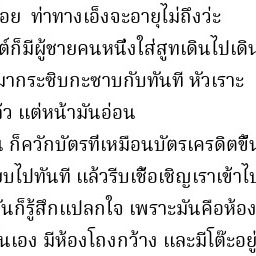 อย ท่าทางเอ็งจะอายุไม่ถึงว่ะ
ต์ก็มีผู้ชายคนหนึ่งใส่สูทเดินไปเดิน
มากระซิบกะซาบกับทันที หัวเราะ
ว แต่หน้ามันอ่อน
ก็ควักบัตรที่เหมือนบัตรเครดิตขึ้น
บไปทันที แล้วรีบเชื้อเชิญเราเข้าไป
ันก็รู้สึกแปลกใจ เพราะมันคือห้อง
นเอง มีห้องโถงกว้าง และมีโต๊ะอยู่